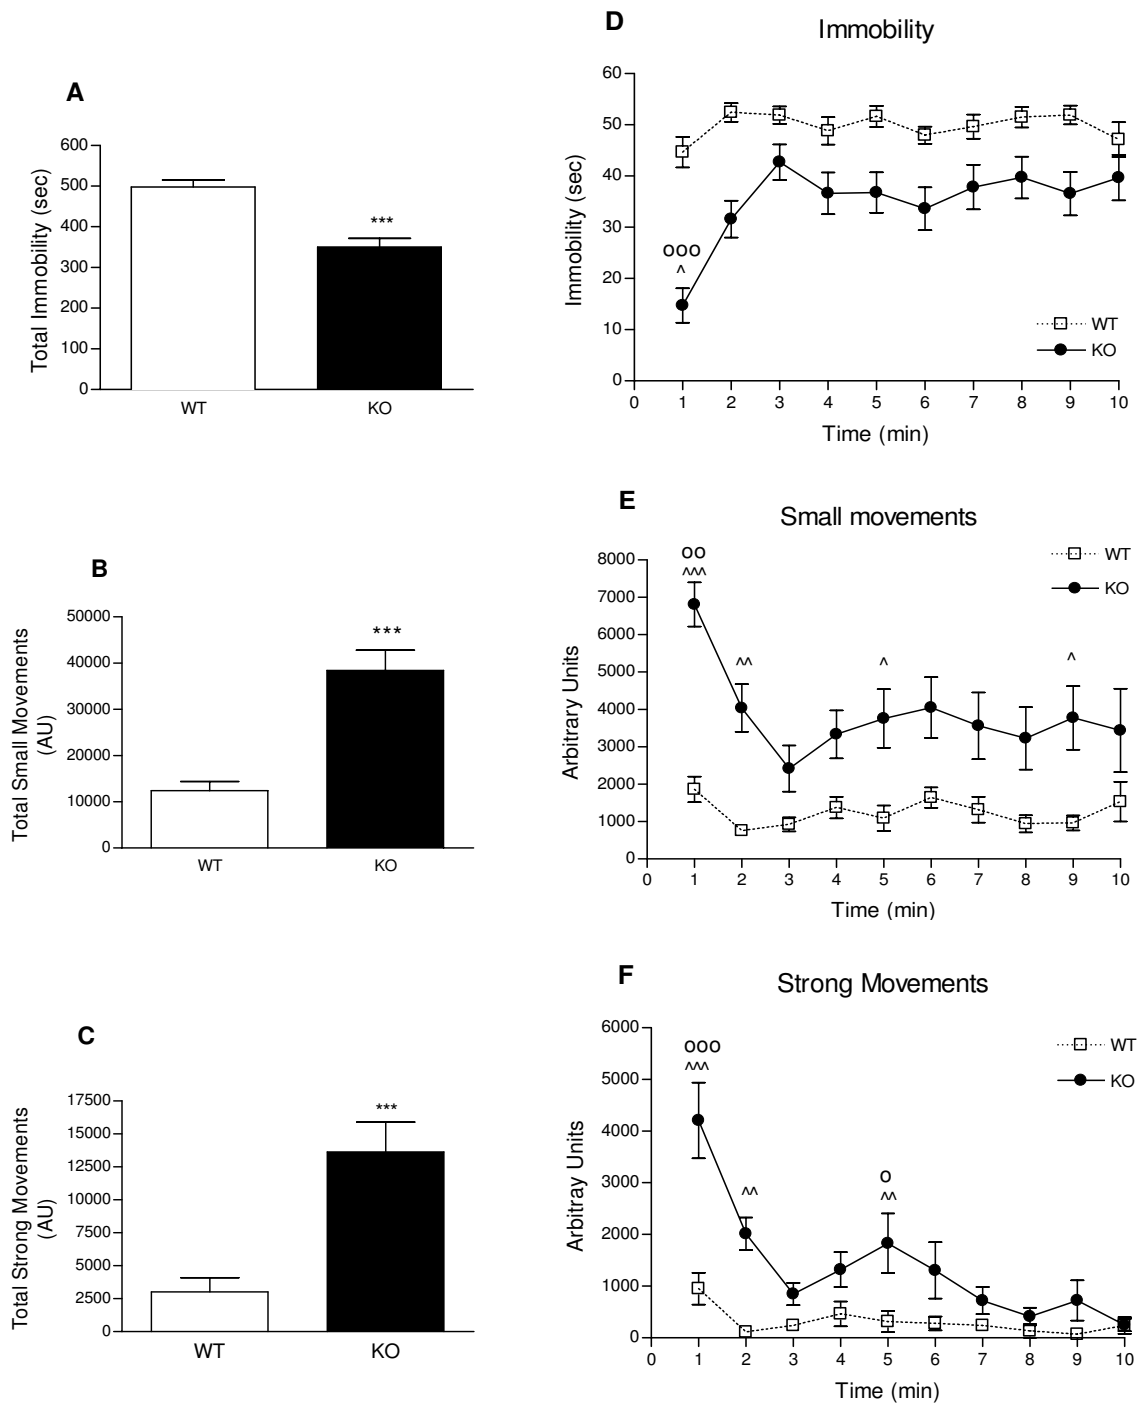 A
Total Immobility (sec)
600
500
400
300
200
100
0
***
WT
KO
B
Total Small Movements
(AU)
50000
40000
30000
20000
10000
0
***
WT
KO
C
Total Strong Movements
(AU)
17500
15000
12500
10000
7500
5000
2500
0
***
WT
KO
D
Immobility
Immobility (sec)
60
50
40
30
20
10
0
ooo
^
WT
KO
0 1 2 3 4 5 6 7 8 9 10
Time (min)
E
Small movements
Arbitrary Units
8000
7000
6000
5000
4000
3000
2000
1000
0
oo
^^^
^^
^
^
WT
KO
0 1 2 3 4 5 6 7 8 9 10
Time (min)
F
Strong Movements
Arbitray Units
6000
5000
4000
3000
2000
1000
0
ooo
^^^
^^
o
^^
WT
KO
0 1 2 3 4 5 6 7 8 9 10
Time (min)